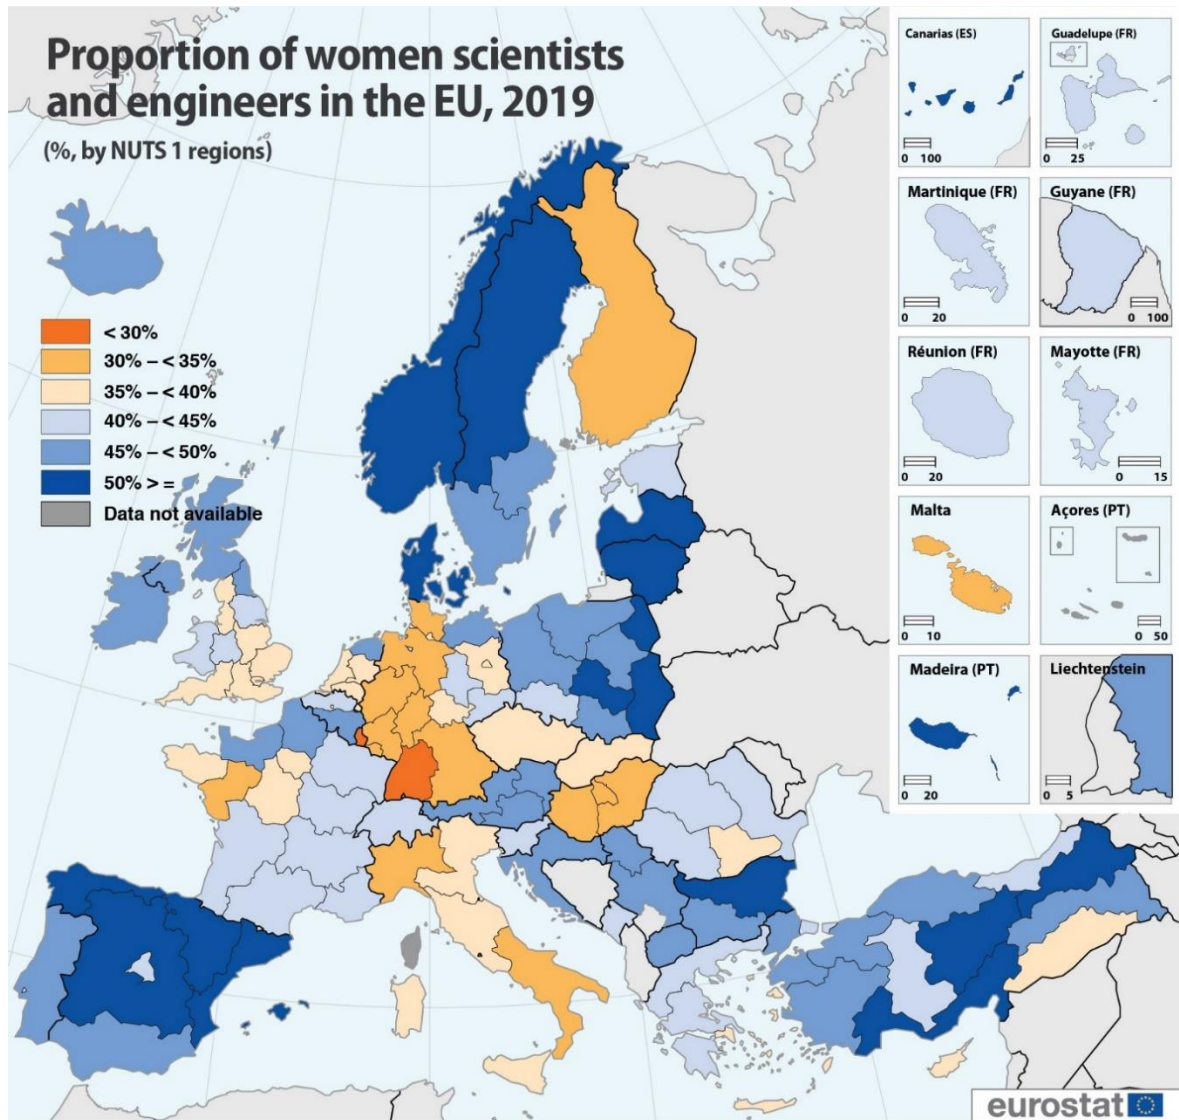 Proportion of women scientists
and engineers in the EU, 2019
(%, by NUTS 1 regions)
< 30%
30% – < 35%
35% – < 40%
40% – < 45%
45% – < 50%
50% > =
Data not available
Canarias (ES)
0 100
Guadelupe (FR)
0 25
Martinique (FR)
0 20
Guyane (FR)
0 100
Réunion (FR)
0 20
Mayotte (FR)
0 15
Malta
0 10
Açores (PT)
0 50
Madeira (PT)
0 20
Liechtenstein
0 5
eurostat